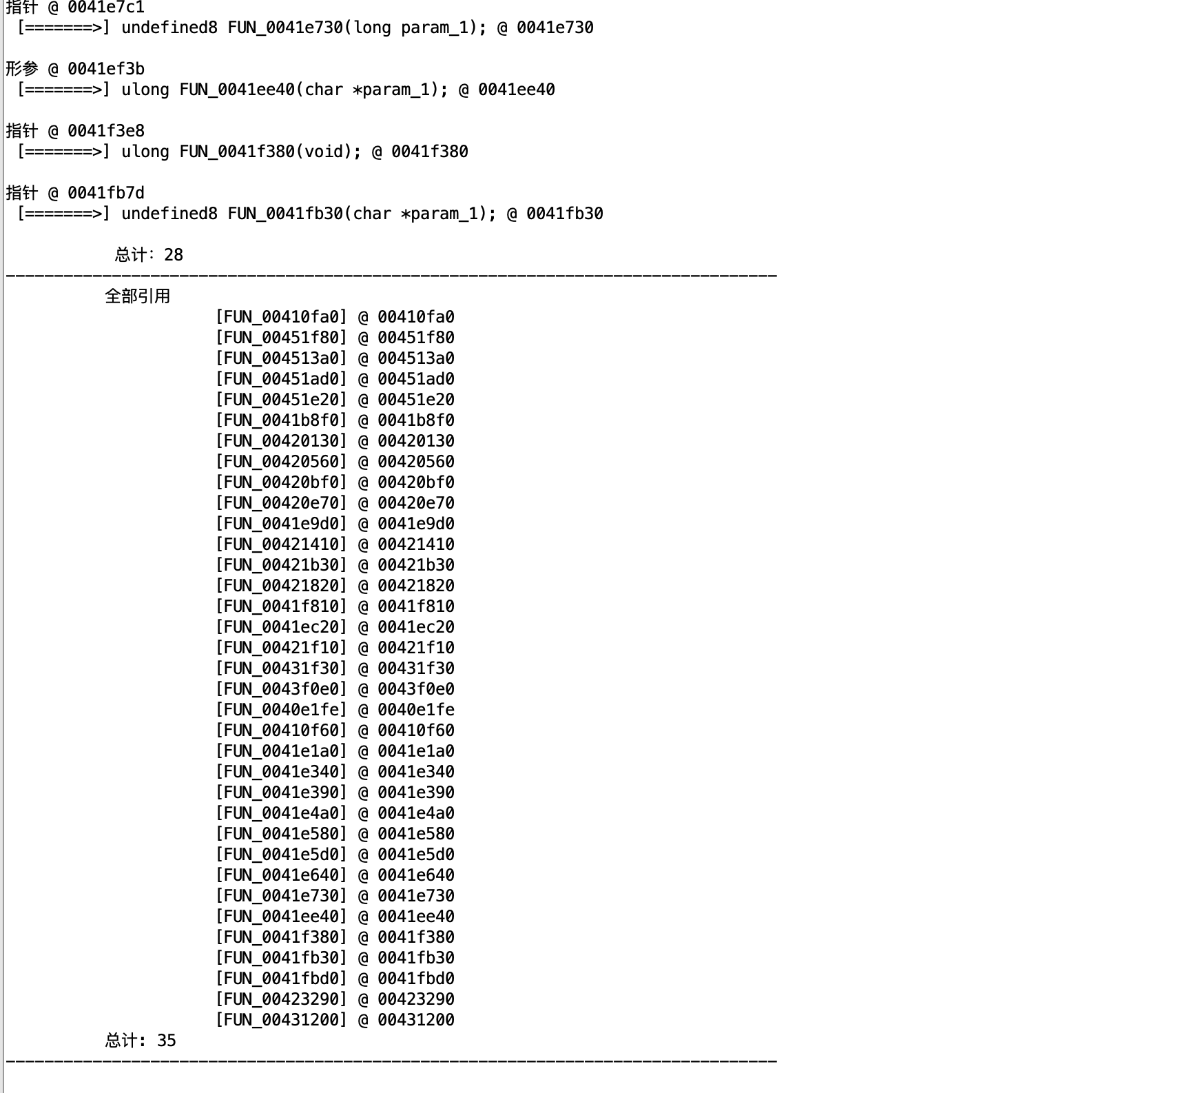 指针 @ 0041e7c1
[=======>] undefined8 FUN_0041e730(long param_1); @ 0041e730
形参 @ 0041ef3b
[=======>] ulong FUN_0041ee40(char *param_1); @ 0041ee40
指针 @ 0041f3e8
[=======>] ulong FUN_0041f380(void); @ 0041f380
指针 @ 0041fb7d
[=======>] undefined8 FUN_0041fb30(char *param_1); @ 0041fb30
总计: 28
--------------------------------------------------------------------------------
全部引用
[FUN_00410fa0] @ 00410fa0
[FUN_00451f80] @ 00451f80
[FUN_004513a0] @ 004513a0
[FUN_00451ad0] @ 00451ad0
[FUN_00451e20] @ 00451e20
[FUN_0041b8f0] @ 0041b8f0
[FUN_00420130] @ 00420130
[FUN_00420560] @ 00420560
[FUN_00420bf0] @ 00420bf0
[FUN_00420e70] @ 00420e70
[FUN_0041e9d0] @ 0041e9d0
[FUN_00421410] @ 00421410
[FUN_00421b30] @ 00421b30
[FUN_00421820] @ 00421820
[FUN_0041f810] @ 0041f810
[FUN_0041ec20] @ 0041ec20
[FUN_00421f10] @ 00421f10
[FUN_00431f30] @ 00431f30
[FUN_0043f0e0] @ 0043f0e0
[FUN_0040e1fe] @ 0040e1fe
[FUN_00410f60] @ 00410f60
[FUN_0041e1a0] @ 0041e1a0
[FUN_0041e340] @ 0041e340
[FUN_0041e390] @ 0041e390
[FUN_0041e4a0] @ 0041e4a0
[FUN_0041e580] @ 0041e580
[FUN_0041e5d0] @ 0041e5d0
[FUN_0041e640] @ 0041e640
[FUN_0041e730] @ 0041e730
[FUN_0041ee40] @ 0041ee40
[FUN_0041f380] @ 0041f380
[FUN_0041fb30] @ 0041fb30
[FUN_0041fbd0] @ 0041fbd0
[FUN_00423290] @ 00423290
[FUN_00431200] @ 00431200
总计: 35
--------------------------------------------------------------------------------